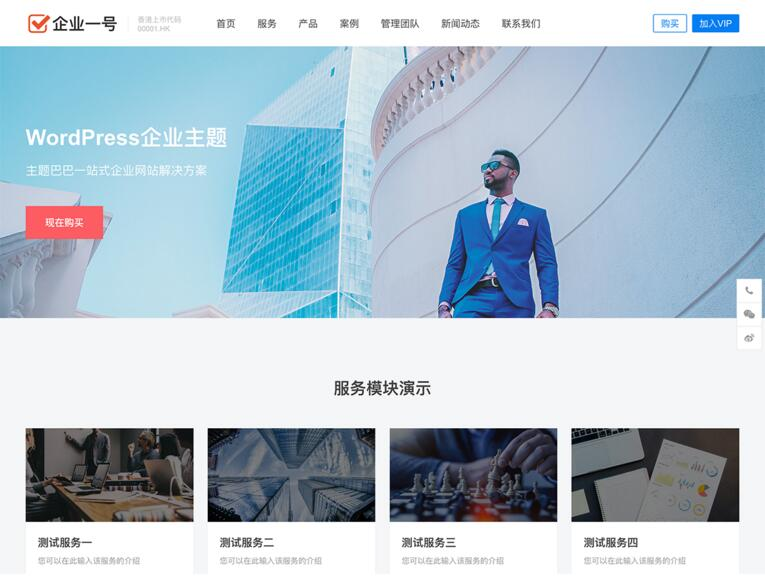 企业一号
香港上市代码
00001.HK
首页
服务
产品
案例
管理团队
新闻动态
联系我们
购买
加入VIP
WordPress企业主题
主题巴巴一站式企业网站解决方案
现在购买
服务模块演示
测试服务一
您可以在此输入该服务的介绍
测试服务二
您可以在此输入该服务的介绍
测试服务三
您可以在此输入该服务的介绍
测试服务四
您可以在此输入该服务的介绍